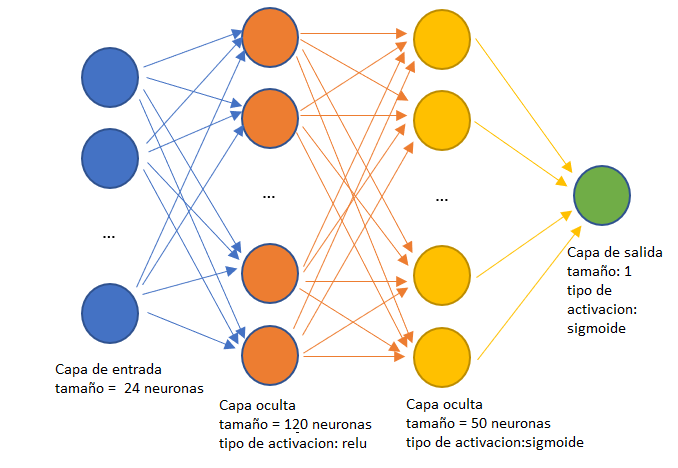 ...
...
...
Capa de salida
tamaño: 1
tipo de
activacion:
sigmoide
Capa de entrada
tamaño = 24 neuronas
Capa oculta
tamaño = 120 neuronas
tipo de activacion: relu
Capa oculta
tamaño = 50 neuronas
tipo de activacion:sigmoide